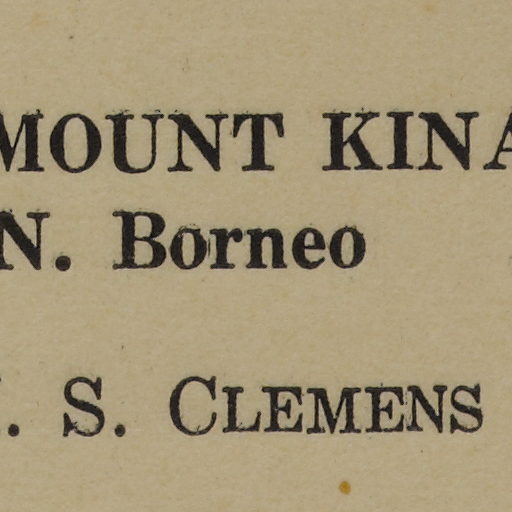 MOUNT KINA
N. Borneo
. S. CLEMENS